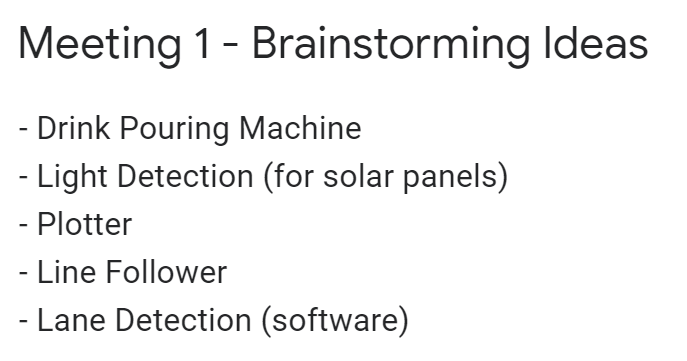 Meeting 1 - Brainstorming Ideas
- Drink Pouring Machine
- Light Detection (for solar panels)
- Plotter
- Line Follower
- Lane Detection (software)